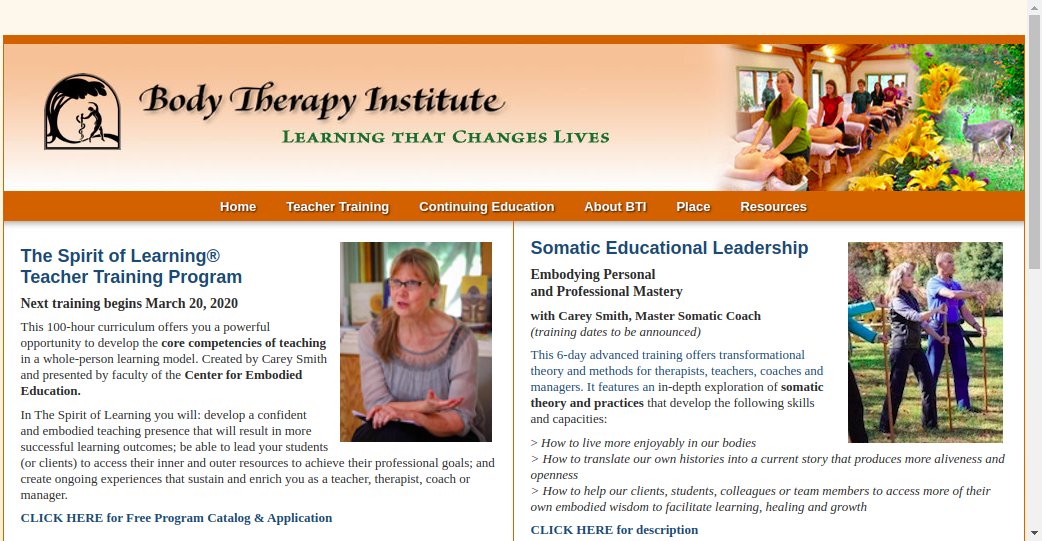 Body Therapy Institute
Learning that Changes Lives
Home Teacher Training Continuing Education About BTI Place Resources
The Spirit of Learning®
Teacher Training Program
Next training begins March 20, 2020
This 100-hour curriculum offers you a powerful
opportunity to develop the core competencies of teaching
in a whole-person learning model. Created by Carey Smith
and presented by faculty of the Center for Embodied
Education.
In The Spirit of Learning you will: develop a confident
and embodied teaching presence that will result in more
successful learning outcomes; be able to lead your students
(or clients) to access their inner and outer resources to achieve their professional goals; and
create ongoing experiences that sustain and enrich you as a teacher, therapist, coach or
manager.
CLICK HERE for Free Program Catalog & Application
Somatic Educational Leadership
Embodying Personal
and Professional Mastery
with Carey Smith, Master Somatic Coach
(training dates to be announced)
This 6-day advanced training offers transformational
theory and methods for therapists, teachers, coaches and
managers. It features an in-depth exploration of somatic
theory and practices that develop the following skills
and capacities:
> How to live more enjoyably in our bodies
> How to translate our own histories into a current story that produces more aliveness and
openness
> How to help our clients, students, colleagues or team members to access more of their
own embodied wisdom to facilitate learning, healing and growth
CLICK HERE for description